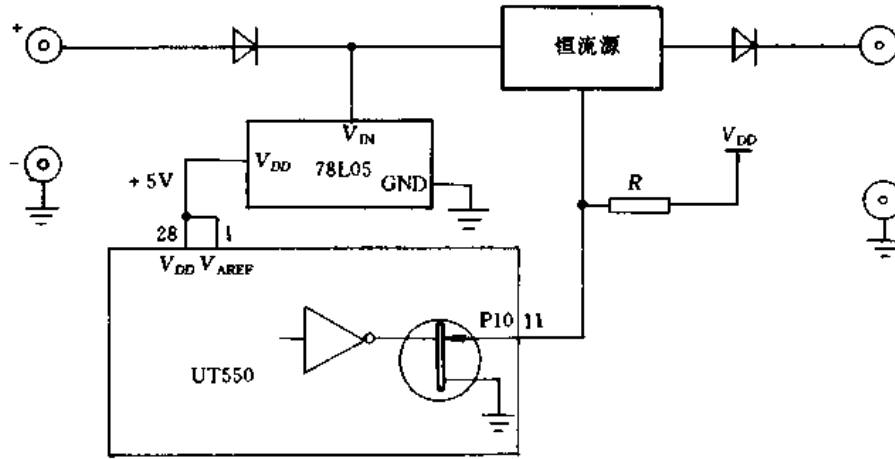 +
恒流源
V_IN
V_DD
78L05
GND
V_DD
-
+5V
R
28
1
V_DD V_AREF
P10 11
UT550